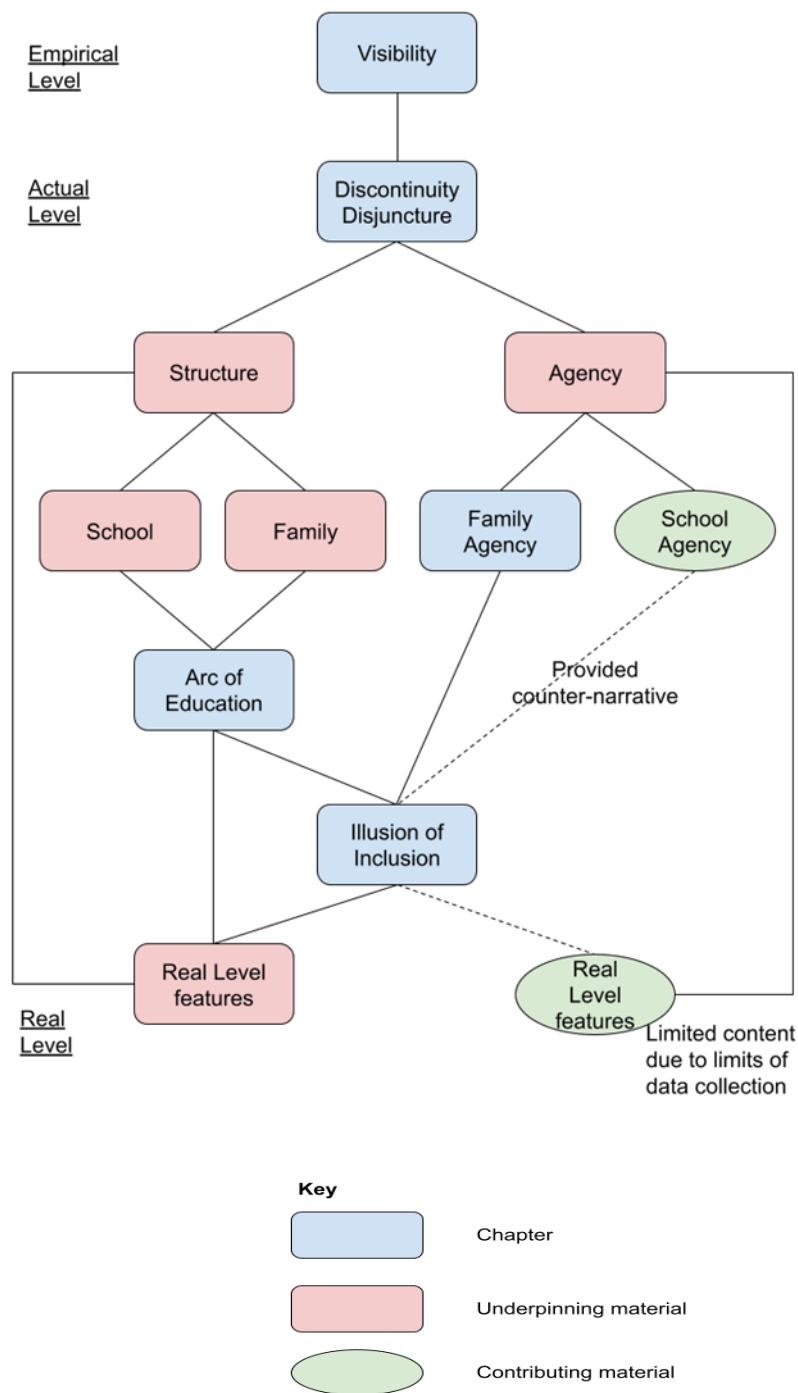 Empirical
Level
Visibility
Actual
Level
Discontinuity
Disjuncture
Structure
Agency
School
Family
Family
Agency
School
Agency
Arc of
Education
Provided
counter-narrative
Illusion of
Inclusion
Real Level
features
Real
Level
features
Real
Level
Limited content
due to limits of
data collection
Key
Chapter
Underpinning material
Contributing material